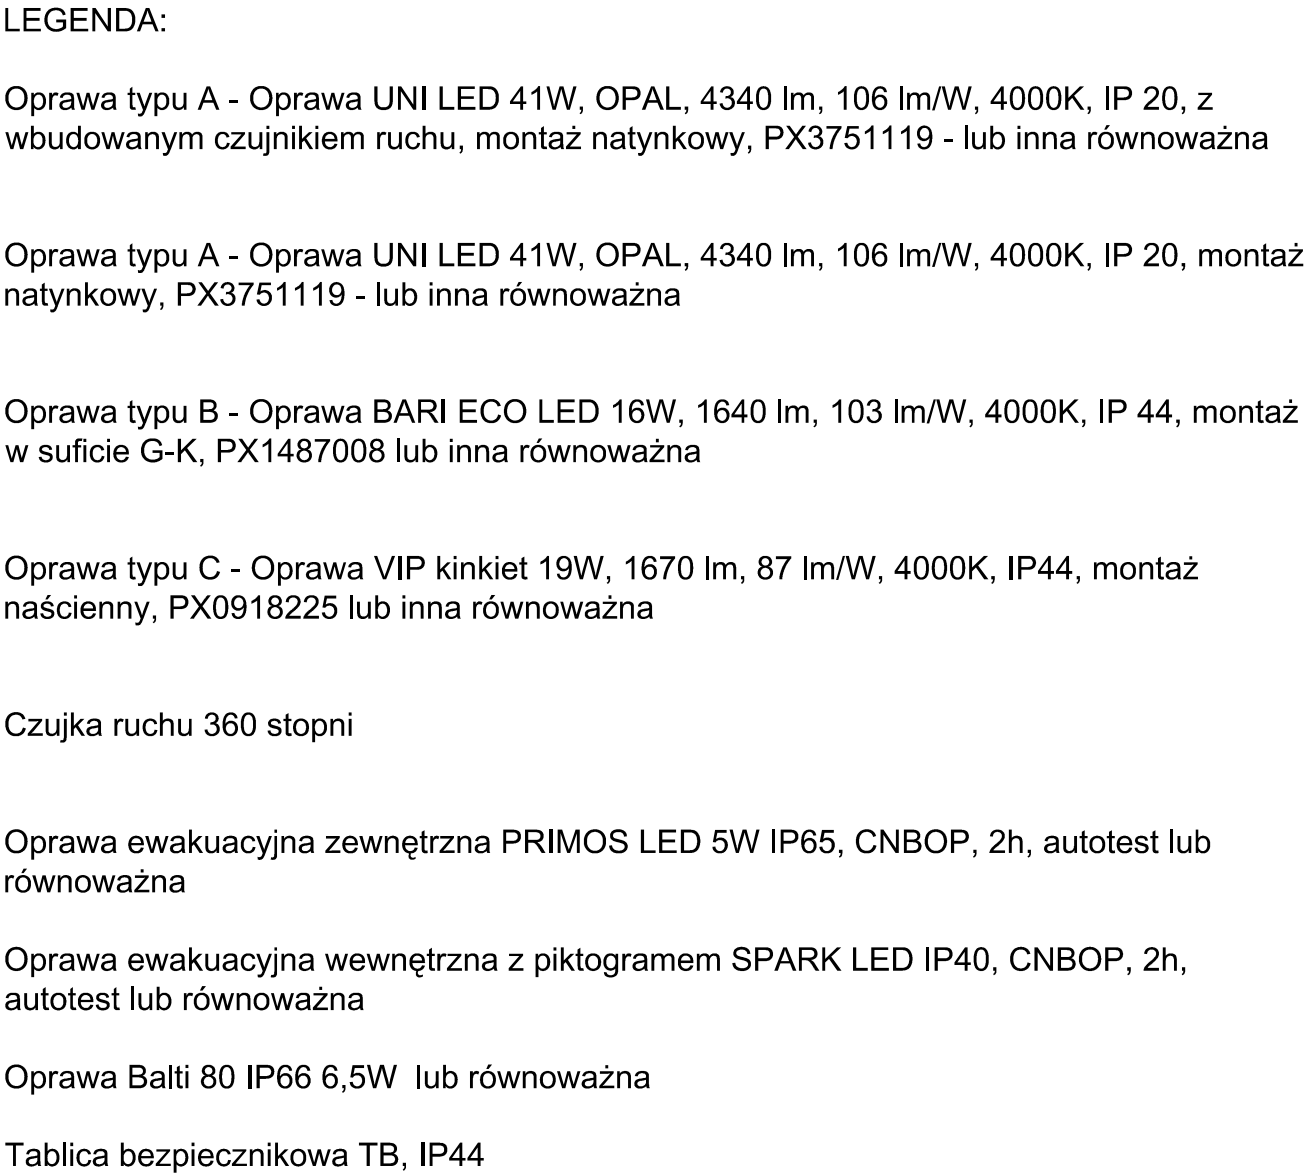 LEGENDA:
Oprawa typu A - Oprawa UNI LED 41W, OPAL, 4340 lm, 106 lm/W, 4000K, IP 20, z
wbudowanym czujnikiem ruchu, montaż natynkowy, PX3751119 - lub inna równoważna
Oprawa typu A - Oprawa UNI LED 41W, OPAL, 4340 lm, 106 lm/W, 4000K, IP 20, montaż
natynkowy, PX3751119 - lub inna równoważna
Oprawa typu B - Oprawa BARI ECO LED 16W, 1640 lm, 103 lm/W, 4000K, IP 44, montaż
w suficie G-K, PX1487008 lub inna równoważna
Oprawa typu C - Oprawa VIP kinkiet 19W, 1670 lm, 87 lm/W, 4000K, IP44, montaż
naścienny, PX0918225 lub inna równoważna
Czujka ruchu 360 stopni
Oprawa ewakuacyjna zewnętrzna PRIMOS LED 5W IP65, CNBOP, 2h, autotest lub
równoważna
Oprawa ewakuacyjna wewnętrzna z piktogramem SPARK LED IP40, CNBOP, 2h,
autotest lub równoważna
Oprawa Balti 80 IP66 6,5W  lub równoważna
Tablica bezpiecznikowa TB, IP44